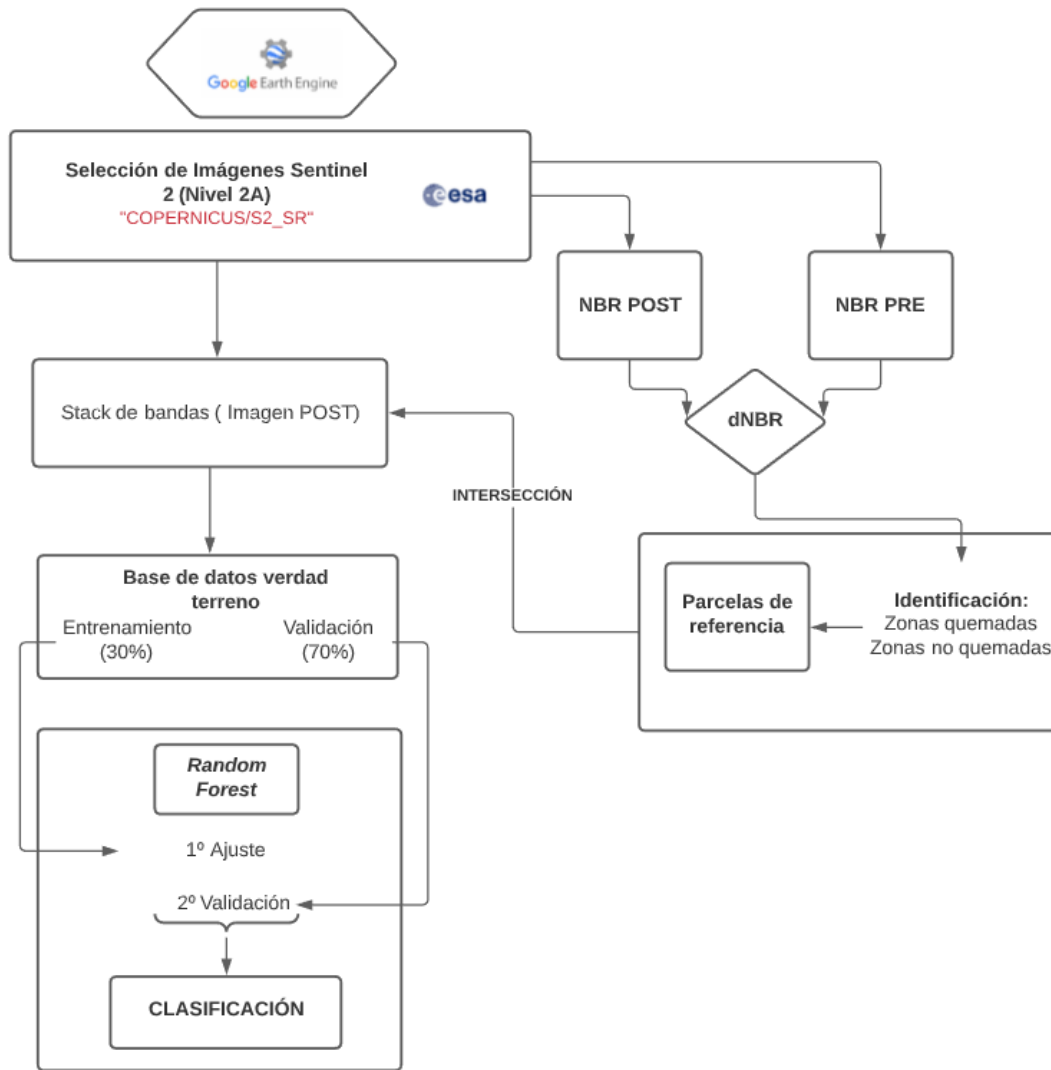 Google Earth Engine
Selección de Imágenes Sentinel
2 (Nivel 2A)
"COPERNICUS/S2_SR"
esa
NBR POST
NBR PRE
dNBR
Stack de bandas ( Imagen POST)
INTERSECCIÓN
Parcelas de
referencia
Identificación:
Zonas quemadas
Zonas no quemadas
Base de datos verdad
terreno
Entrenamiento
(30%)
Validación
(70%)
Random
Forest
1º Ajuste
2º Validación
CLASIFICACIÓN